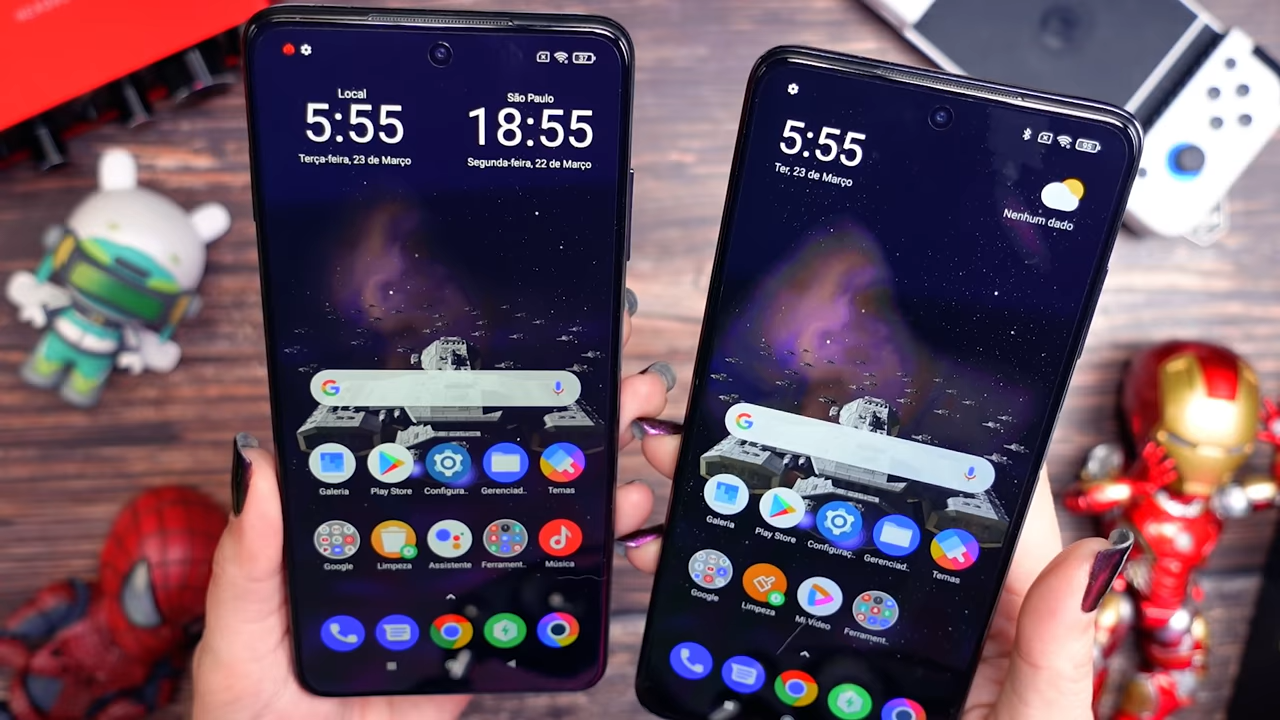 37
Local
5:55
Terça-feira, 23 de Março
São Paulo
18:55
Segunda-feira, 22 de Março
G
Galeria
Play Store
Configura..
Gerenciad..
Temas
Google
Limpeza
Assistente
Ferrament..
Música
95
5:55
Ter, 23 de Março
Nenhum dado
G
Galeria
Play Store
Configuraç..
Gerenciad..
Temas
Google
Limpeza
Mi Vídeo
Ferrament..